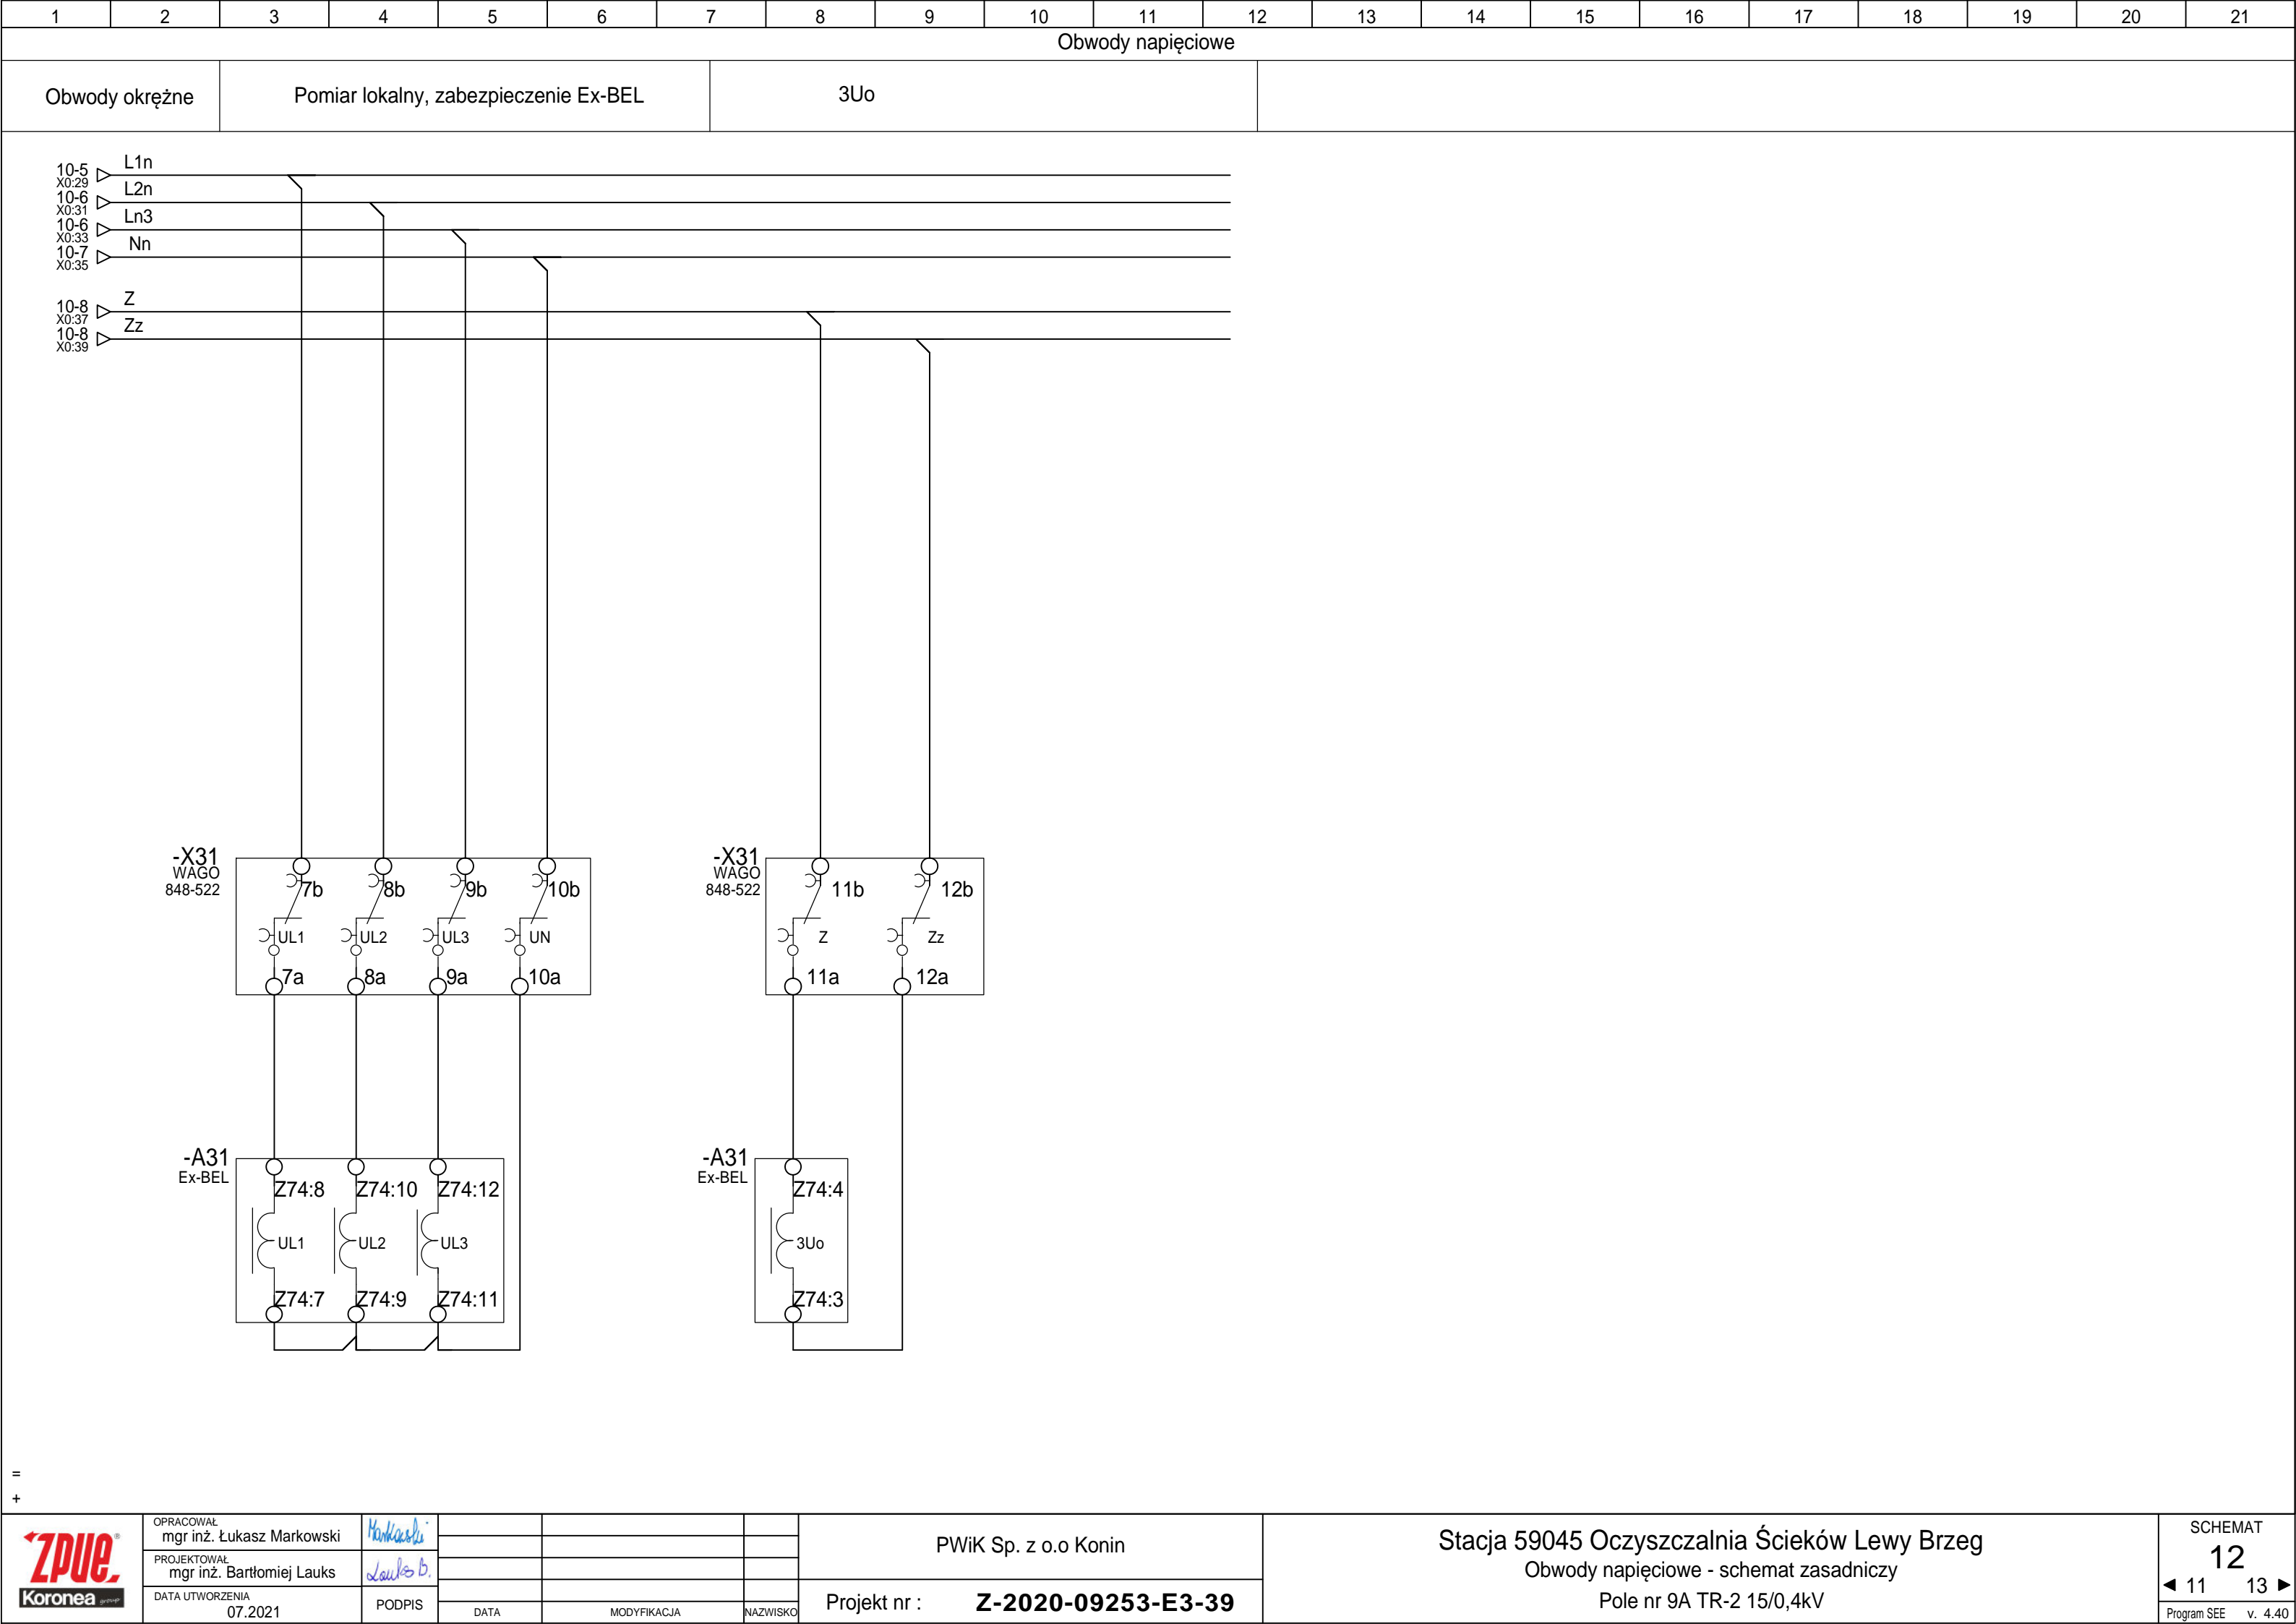 1 2 3 4 5 6 7 8 9 10 11 12 13 14 15 16 17 18 19 20 21
Obwody napięciowe
Obwody okrężne
Pomiar lokalny, zabezpieczenie Ex-BEL
3Uo
10-5 L1n
X0:29
10-6 L2n
X0:31
10-6 Ln3
X0:33
10-7 Nn
X0:35
10-8 Z
X0:37
10-8 Zz
X0:39
-X31
WAGO
848-522
7b 8b 9b 10b
UL1 UL2 UL3 UN
7a 8a 9a 10a
-X31
WAGO
848-522
11b 12b
Z Zz
11a 12a
-A31
Ex-BEL
Z74:8 Z74:10 Z74:12
UL1 UL2 UL3
Z74:7 Z74:9 Z74:11
-A31
Ex-BEL
Z74:4
3Uo
Z74:3
=
+
ZPUE®
Koronea group
OPRACOWAŁ
mgr inż. Łukasz Markowski
Markowski
PROJEKTOWAŁ
mgr inż. Bartłomiej Lauks
Lauks B.
DATA UTWORZENIA
07.2021
PODPIS
DATA MODYFIKACJA NAZWISKO
PWiK Sp. z o.o Konin
Projekt nr : Z-2020-09253-E3-39
Stacja 59045 Oczyszczalnia Ścieków Lewy Brzeg
Obwody napięciowe - schemat zasadniczy
Pole nr 9A TR-2 15/0,4kV
SCHEMAT
12
◄ 11 13 ►
Program SEE v. 4.40